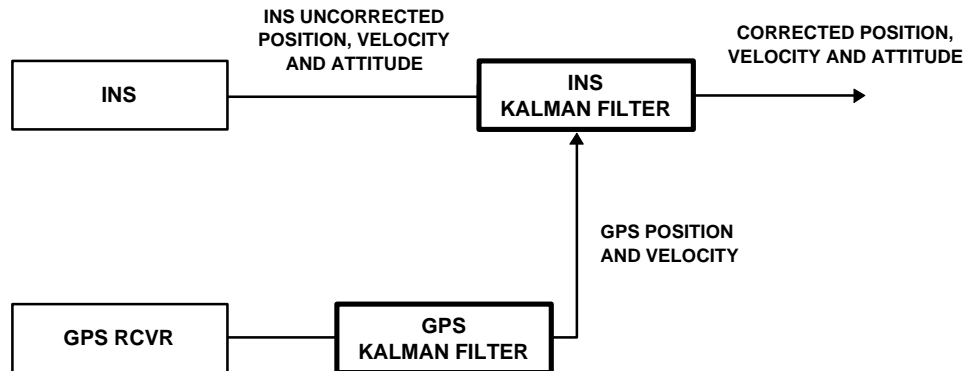 INS UNCORRECTED
POSITION, VELOCITY
AND ATTITUDE
CORRECTED POSITION,
VELOCITY AND ATTITUDE
INS
INS
KALMAN FILTER
GPS POSITION
AND VELOCITY
GPS RCVR
GPS
KALMAN FILTER